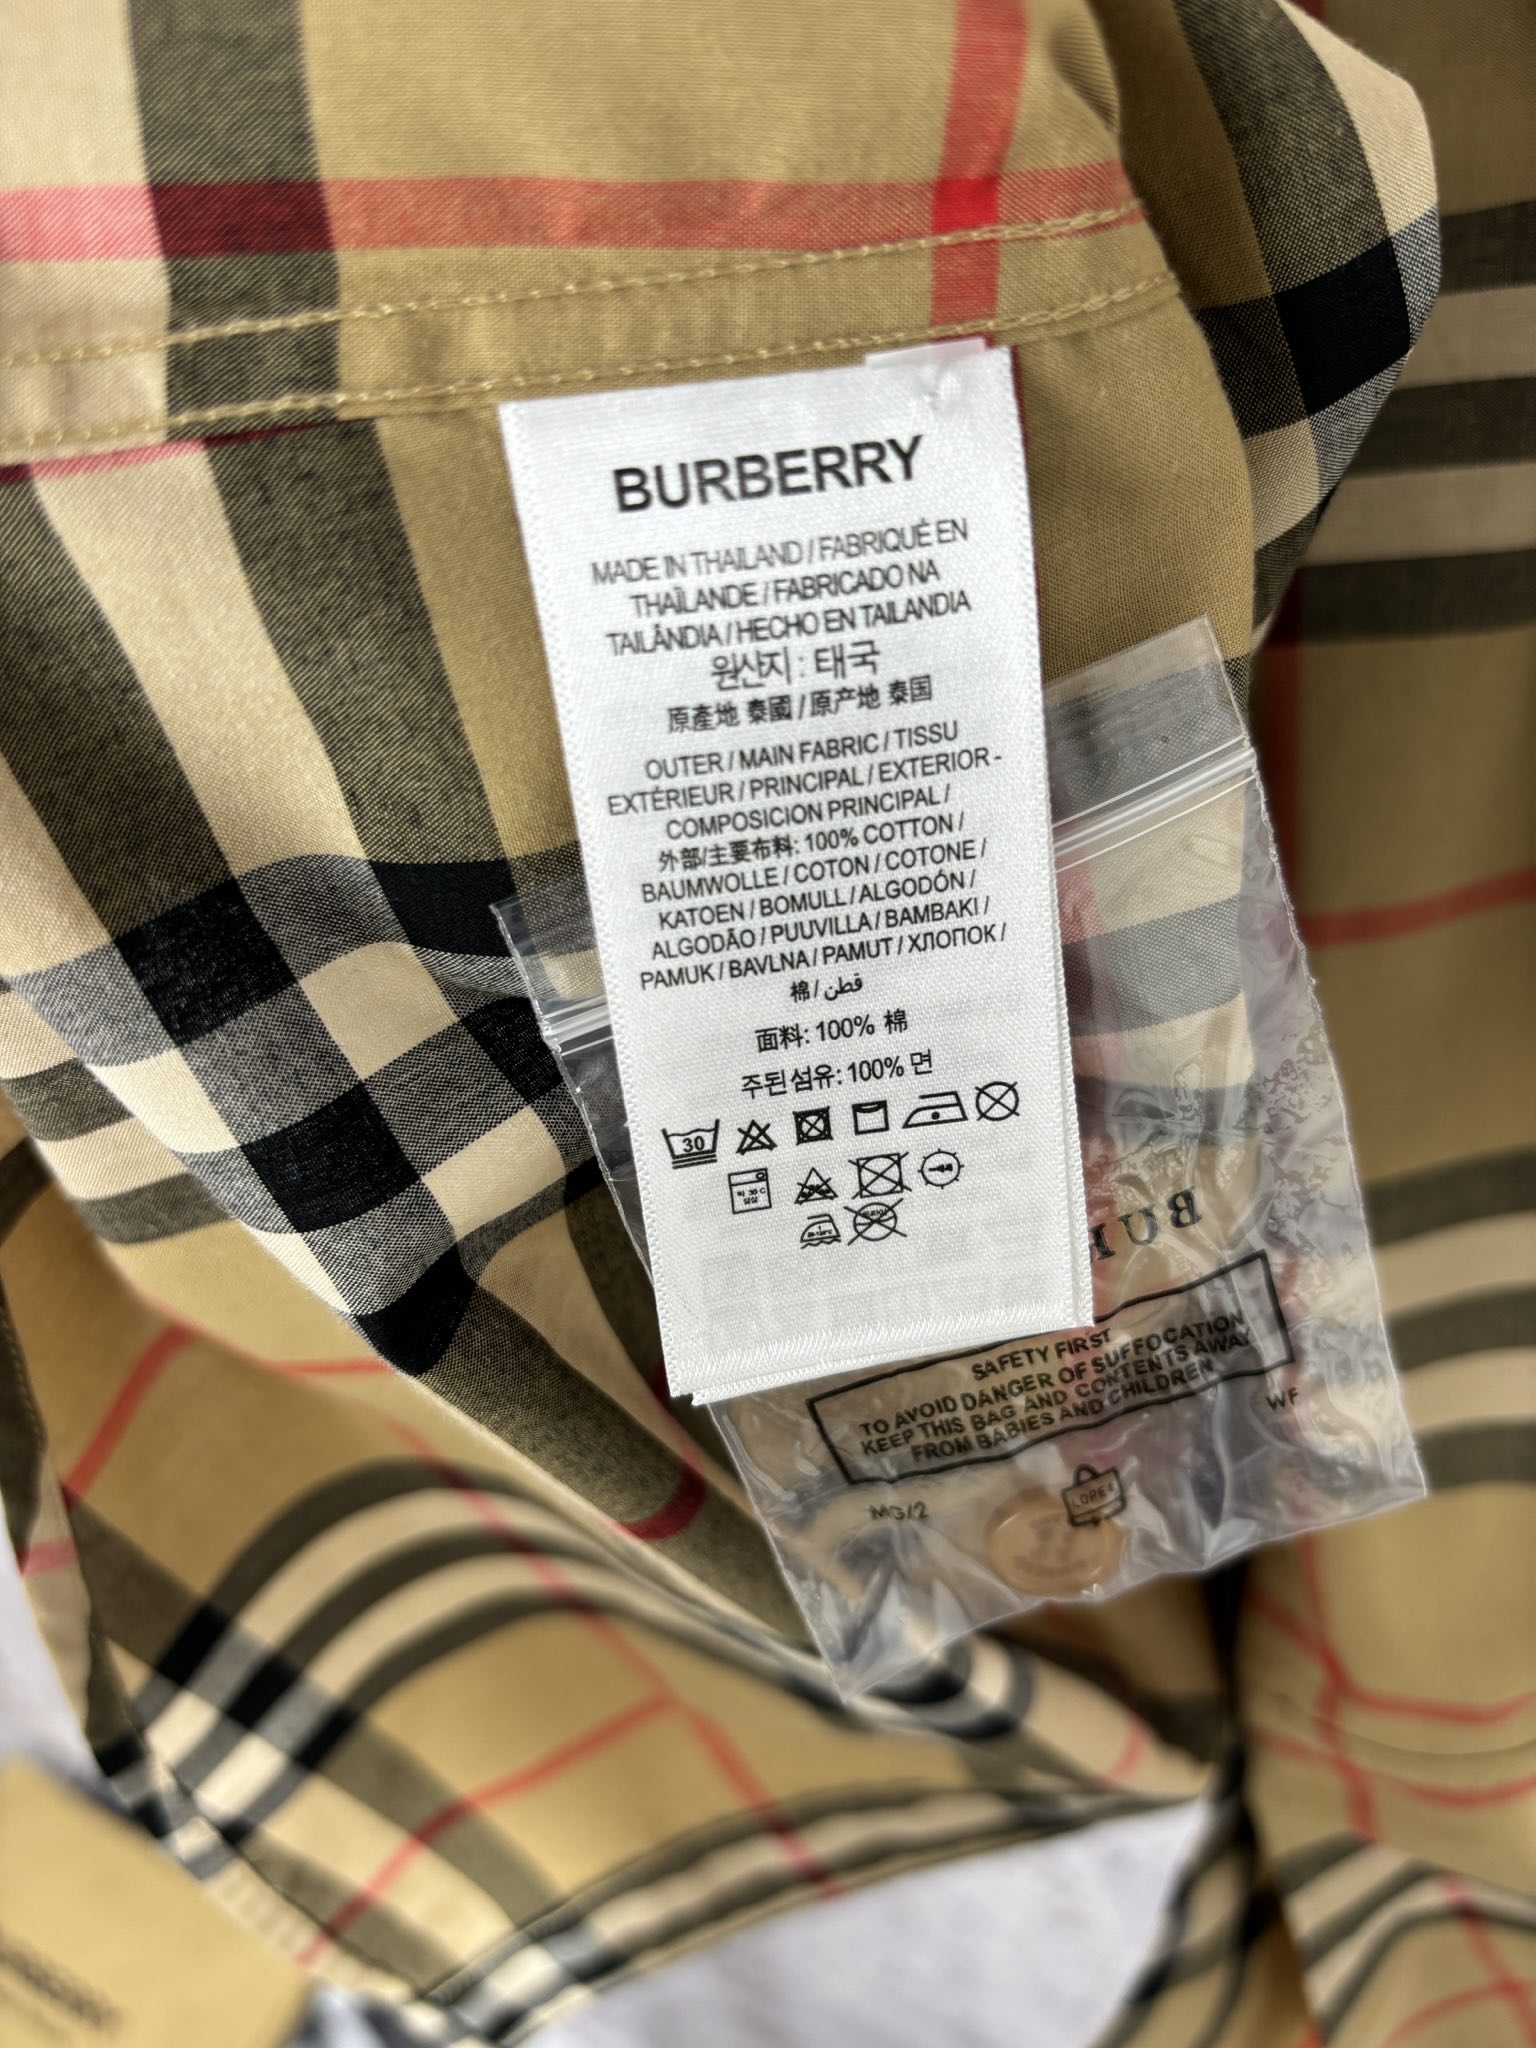 BURBERRY
MADE IN THAILAND / FABRIQUÉ EN
THAÏLANDE / FABRICADO NA
TAILÂNDIA / HECHO EN TAILANDIA
원산지 : 태국
原產地 泰國 / 原产地 泰国
OUTER / MAIN FABRIC / TISSU
EXTÉRIEUR / PRINCIPAL / EXTERIOR -
COMPOSICION PRINCIPAL /
外部/主要布料: 100% COTTON /
BAUMWOLLE / COTON / COTONE /
KATOEN / BOMULL / ALGODÓN /
ALGODÃO / PUUVILLA / BAMBAKI /
PAMUK / BAVLNA / PAMUT / ХЛОПОК /
棉 / قطن
面料: 100% 棉
주된섬유: 100% 면
30
BUR
SAFETY FIRST
TO AVOID DANGER OF SUFFOCATION
KEEP THIS BAG AND CONTENTS AWAY
FROM BABIES AND CHILDREN
WF
MG/2
LDPE4